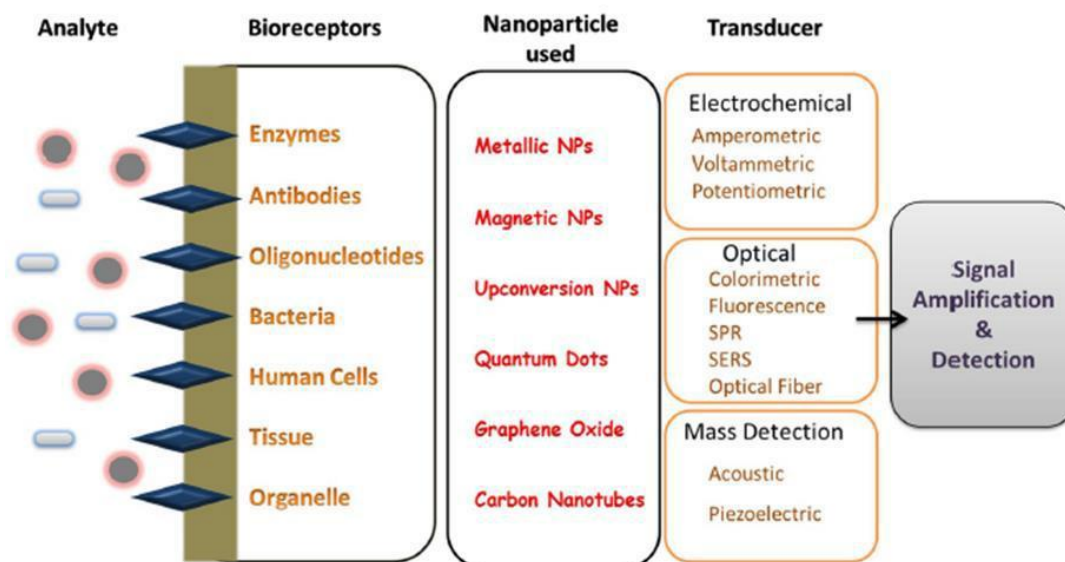 Analyte
Bioreceptors
Nanoparticle
used
Transducer
Enzymes
Antibodies
Oligonucleotides
Bacteria
Human Cells
Tissue
Organelle
Metallic NPs
Magnetic NPs
Upconversion NPs
Quantum Dots
Graphene Oxide
Carbon Nanotubes
Electrochemical
Amperometric
Voltammetric
Potentiometric
Optical
Colorimetric
Fluorescence
SPR
SERS
Optical Fiber
Mass Detection
Acoustic
Piezoelectric
Signal
Amplification
&
Detection